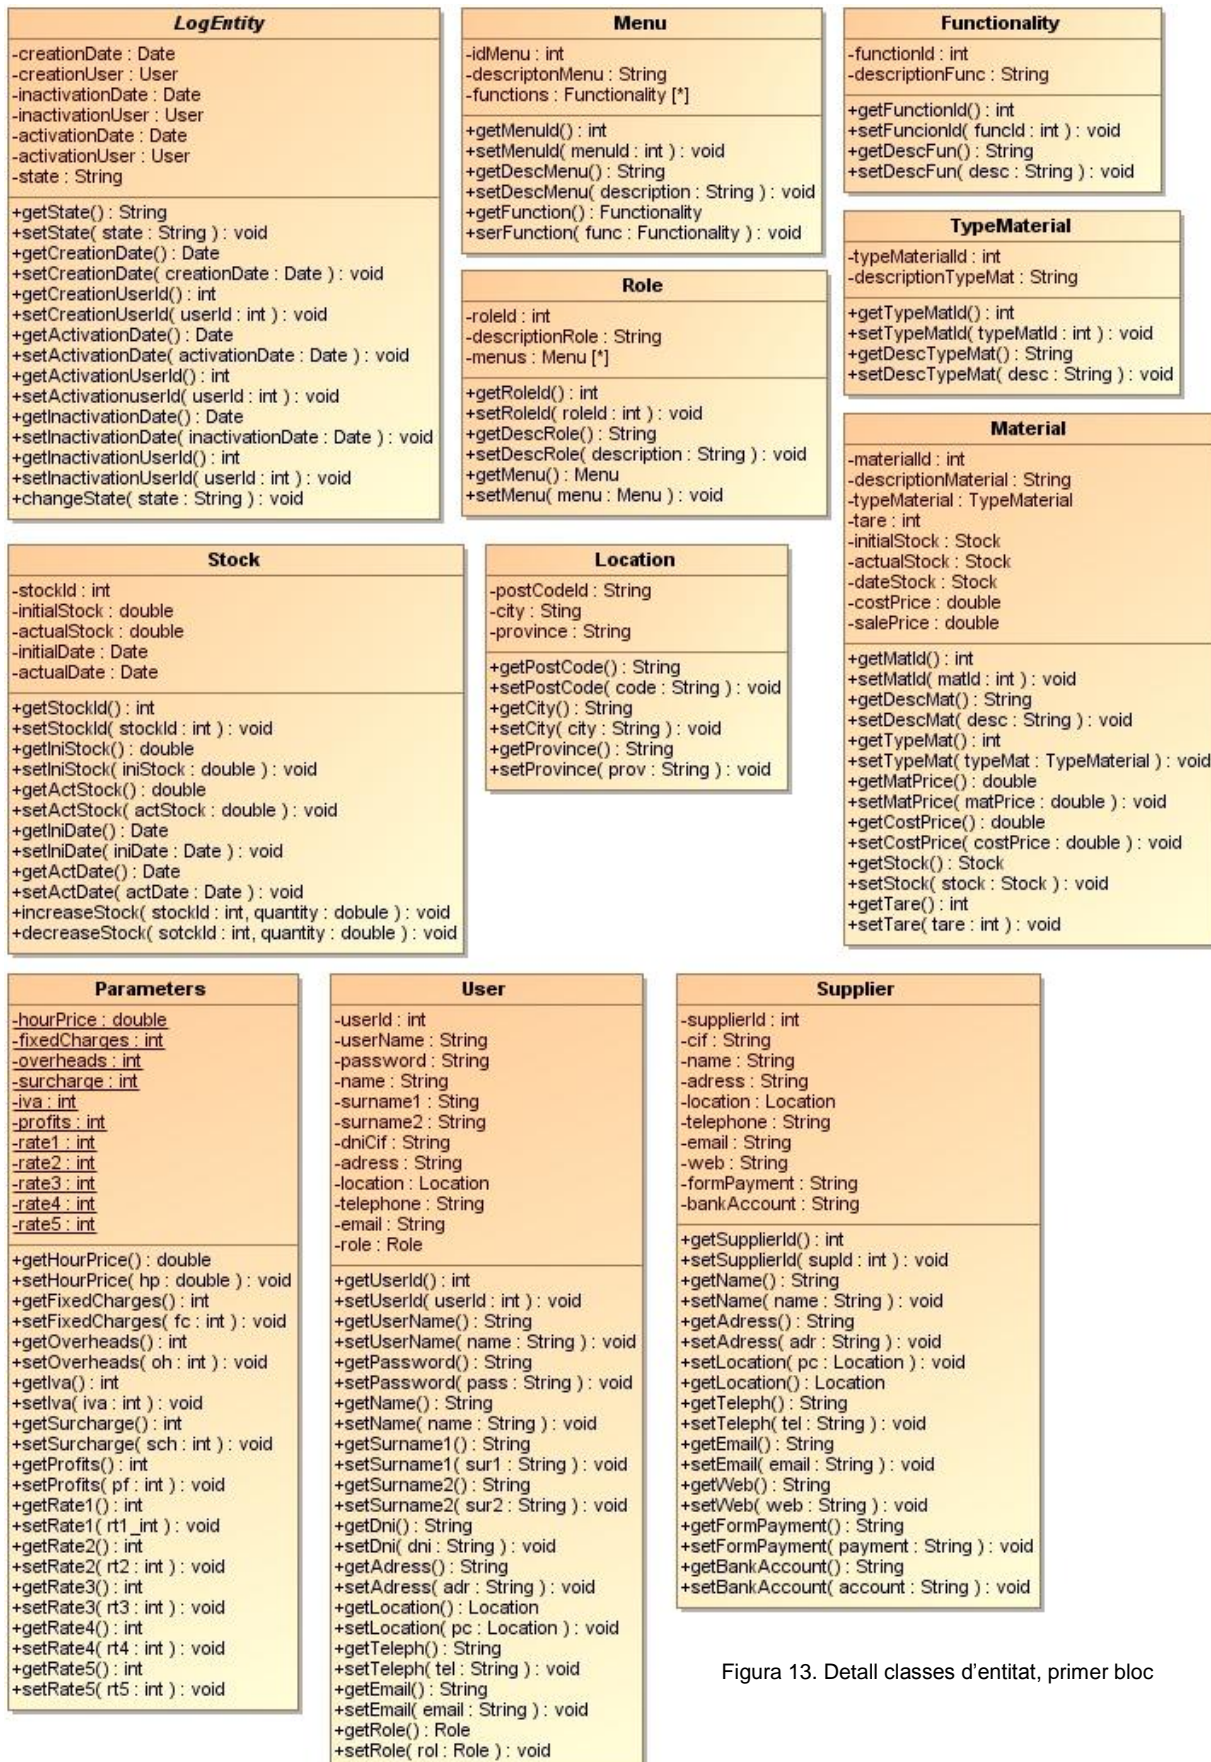 LogEntity
-creationDate : Date
-creationUser : User
-inactivationDate : Date
-inactivationUser : User
-activationDate : Date
-activationUser : User
-state : String
+getState() : String
+setState( state : String ) : void
+getCreationDate() : Date
+setCreationDate( creationDate : Date ) : void
+getCreationUserId() : int
+setCreationUserId( userId : int ) : void
+getActivationDate() : Date
+setActivationDate( activationDate : Date ) : void
+getActivationUserId() : int
+setActivationuserId( userId : int ) : void
+getInactivationDate() : Date
+setInactivationDate( inactivationDate : Date ) : void
+getInactivationUserId() : int
+setInactivationUserId( userId : int ) : void
+changeState( state : String ) : void
Menu
-idMenu : int
-descriptonMenu : String
-functions : Functionality [*]
+getMenuId() : int
+setMenuId( menuId : int ) : void
+getDescMenu() : String
+setDescMenu( description : String ) : void
+getFunction() : Functionality
+serFunction( func : Functionality ) : void
Functionality
-functionId : int
-descriptionFunc : String
+getFunctionId() : int
+setFuncionId( funcId : int ) : void
+getDescFun() : String
+setDescFun( desc : String ) : void
TypeMaterial
-typeMaterialId : int
-descriptionTypeMat : String
+getTypeMatId() : int
+setTypeMatId( typeMatId : int ) : void
+getDescTypeMat() : String
+setDescTypeMat( desc : String ) : void
Role
-roleId : int
-descriptionRole : String
-menus : Menu [*]
+getRoleId() : int
+setRoleId( roleId : int ) : void
+getDescRole() : String
+setDescRole( description : String ) : void
+getMenu() : Menu
+setMenu( menu : Menu ) : void
Material
-materialId : int
-descriptionMaterial : String
-typeMaterial : TypeMaterial
-tare : int
-initialStock : Stock
-actualStock : Stock
-dateStock : Stock
-costPrice : double
-salePrice : double
+getMatId() : int
+setMatId( matId : int ) : void
+getDescMat() : String
+setDescMat( desc : String ) : void
+getTypeMat() : int
+setTypeMat( typeMat : TypeMaterial ) : void
+getMatPrice() : double
+setMatPrice( matPrice : double ) : void
+getCostPrice() : double
+setCostPrice( costPrice : double ) : void
+getStock() : Stock
+setStock( stock : Stock ) : void
+getTare() : int
+setTare( tare : int ) : void
Stock
-stockId : int
-initialStock : double
-actualStock : double
-initialDate : Date
-actualDate : Date
+getStockId() : int
+setStockId( stockId : int ) : void
+getIniStock() : double
+setIniStock( iniStock : double ) : void
+getActStock() : double
+setActStock( actStock : double ) : void
+getIniDate() : Date
+setIniDate( iniDate : Date ) : void
+getActDate() : Date
+setActDate( actDate : Date ) : void
+increaseStock( stockId : int, quantity : dobule ) : void
+decreaseStock( sotckId : int, quantity : double ) : void
Location
-postCodeId : String
-city : Sting
-province : String
+getPostCode() : String
+setPostCode( code : String ) : void
+getCity() : String
+setCity( city : String ) : void
+getProvince() : String
+setProvince( prov : String ) : void
Parameters
-hourPrice : double
-fixedCharges : int
-overheads : int
-surcharge : int
-iva : int
-profits : int
-rate1 : int
-rate2 : int
-rate3 : int
-rate4 : int
-rate5 : int
+getHourPrice() : double
+setHourPrice( hp : double ) : void
+getFixedCharges() : int
+setFixedCharges( fc : int ) : void
+getOverheads() : int
+setOverheads( oh : int ) : void
+getIva() : int
+setIva( iva : int ) : void
+getSurcharge() : int
+setSurcharge( sch : int ) : void
+getProfits() : int
+setProfits( pf : int ) : void
+getRate1() : int
+setRate1( rt1_int ) : void
+getRate2() : int
+setRate2( rt2 : int ) : void
+getRate3() : int
+setRate3( rt3 : int ) : void
+getRate4() : int
+setRate4( rt4 : int ) : void
+getRate5() : int
+setRate5( rt5 : int ) : void
User
-userId : int
-userName : String
-password : String
-name : String
-surname1 : Sting
-surname2 : String
-dniCif : String
-adress : String
-location : Location
-telephone : String
-email : String
-role : Role
+getUserId() : int
+setUserId( userId : int ) : void
+getUserName() : String
+setUserName( name : String ) : void
+getPassword() : String
+setPassword( pass : String ) : void
+getName() : String
+setName( name : String ) : void
+getSurname1() : String
+setSurname1( sur1 : String ) : void
+getSurname2() : String
+setSurname2( sur2 : String ) : void
+getDni() : String
+setDni( dni : String ) : void
+getAdress() : String
+setAdress( adr : String ) : void
+getLocation() : Location
+setLocation( pc : Location ) : void
+getTeleph() : String
+setTeleph( tel : String ) : void
+getEmail() : String
+setEmail( email : String ) : void
+getRole() : Role
+setRole( rol : Role ) : void
Supplier
-supplierId : int
-cif : String
-name : String
-adress : String
-location : Location
-telephone : String
-email : String
-web : String
-formPayment : String
-bankAccount : String
+getSupplierId() : int
+setSupplierId( supId : int ) : void
+getName() : String
+setName( name : String ) : void
+getAdress() : String
+setAdress( adr : String ) : void
+setLocation( pc : Location ) : void
+getLocation() : Location
+getTeleph() : String
+setTeleph( tel : String ) : void
+getEmail() : String
+setEmail( email : String ) : void
+getWeb() : String
+setWeb( web : String ) : void
+getFormPayment() : String
+setFormPayment( payment : String ) : void
+getBankAccount() : String
+setBankAccount( account : String ) : void
Figura 13. Detall classes d’entitat, primer bloc